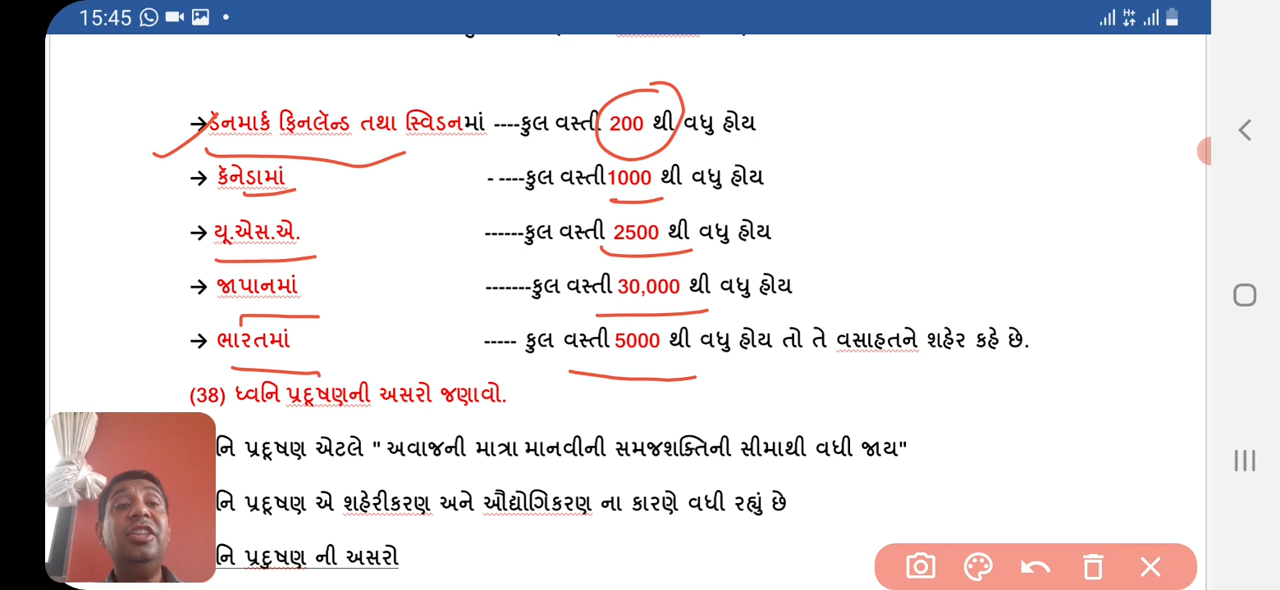 15:45
→ ડૅનમાર્ક ફિનલૅન્ડ તથા સ્વિડનમાં ----કુલ વસ્તી 200 થી વધુ હોય
→ કૅનેડામાં - ----કુલ વસ્તી1000 થી વધુ હોય
→ યૂ.એસ.એ. ------કુલ વસ્તી 2500 થી વધુ હોય
→ જાપાનમાં -------કુલ વસ્તી 30,000 થી વધુ હોય
→ ભારતમાં ----- કુલ વસ્તી 5000 થી વધુ હોય તો તે વસાહતને શહેર કહે છે.
(38) ધ્વનિ પ્રદૂષણની અસરો જણાવો.
નિ પ્રદૂષણ એટલે " અવાજની માત્રા માનવીની સમજશક્તિની સીમાથી વધી જાય"
નિ પ્રદૂષણ એ શહેરીકરણ અને ઔદ્યોગિકરણ ના કારણે વધી રહ્યું છે
નિ પ્રદુષણ ની અસરો